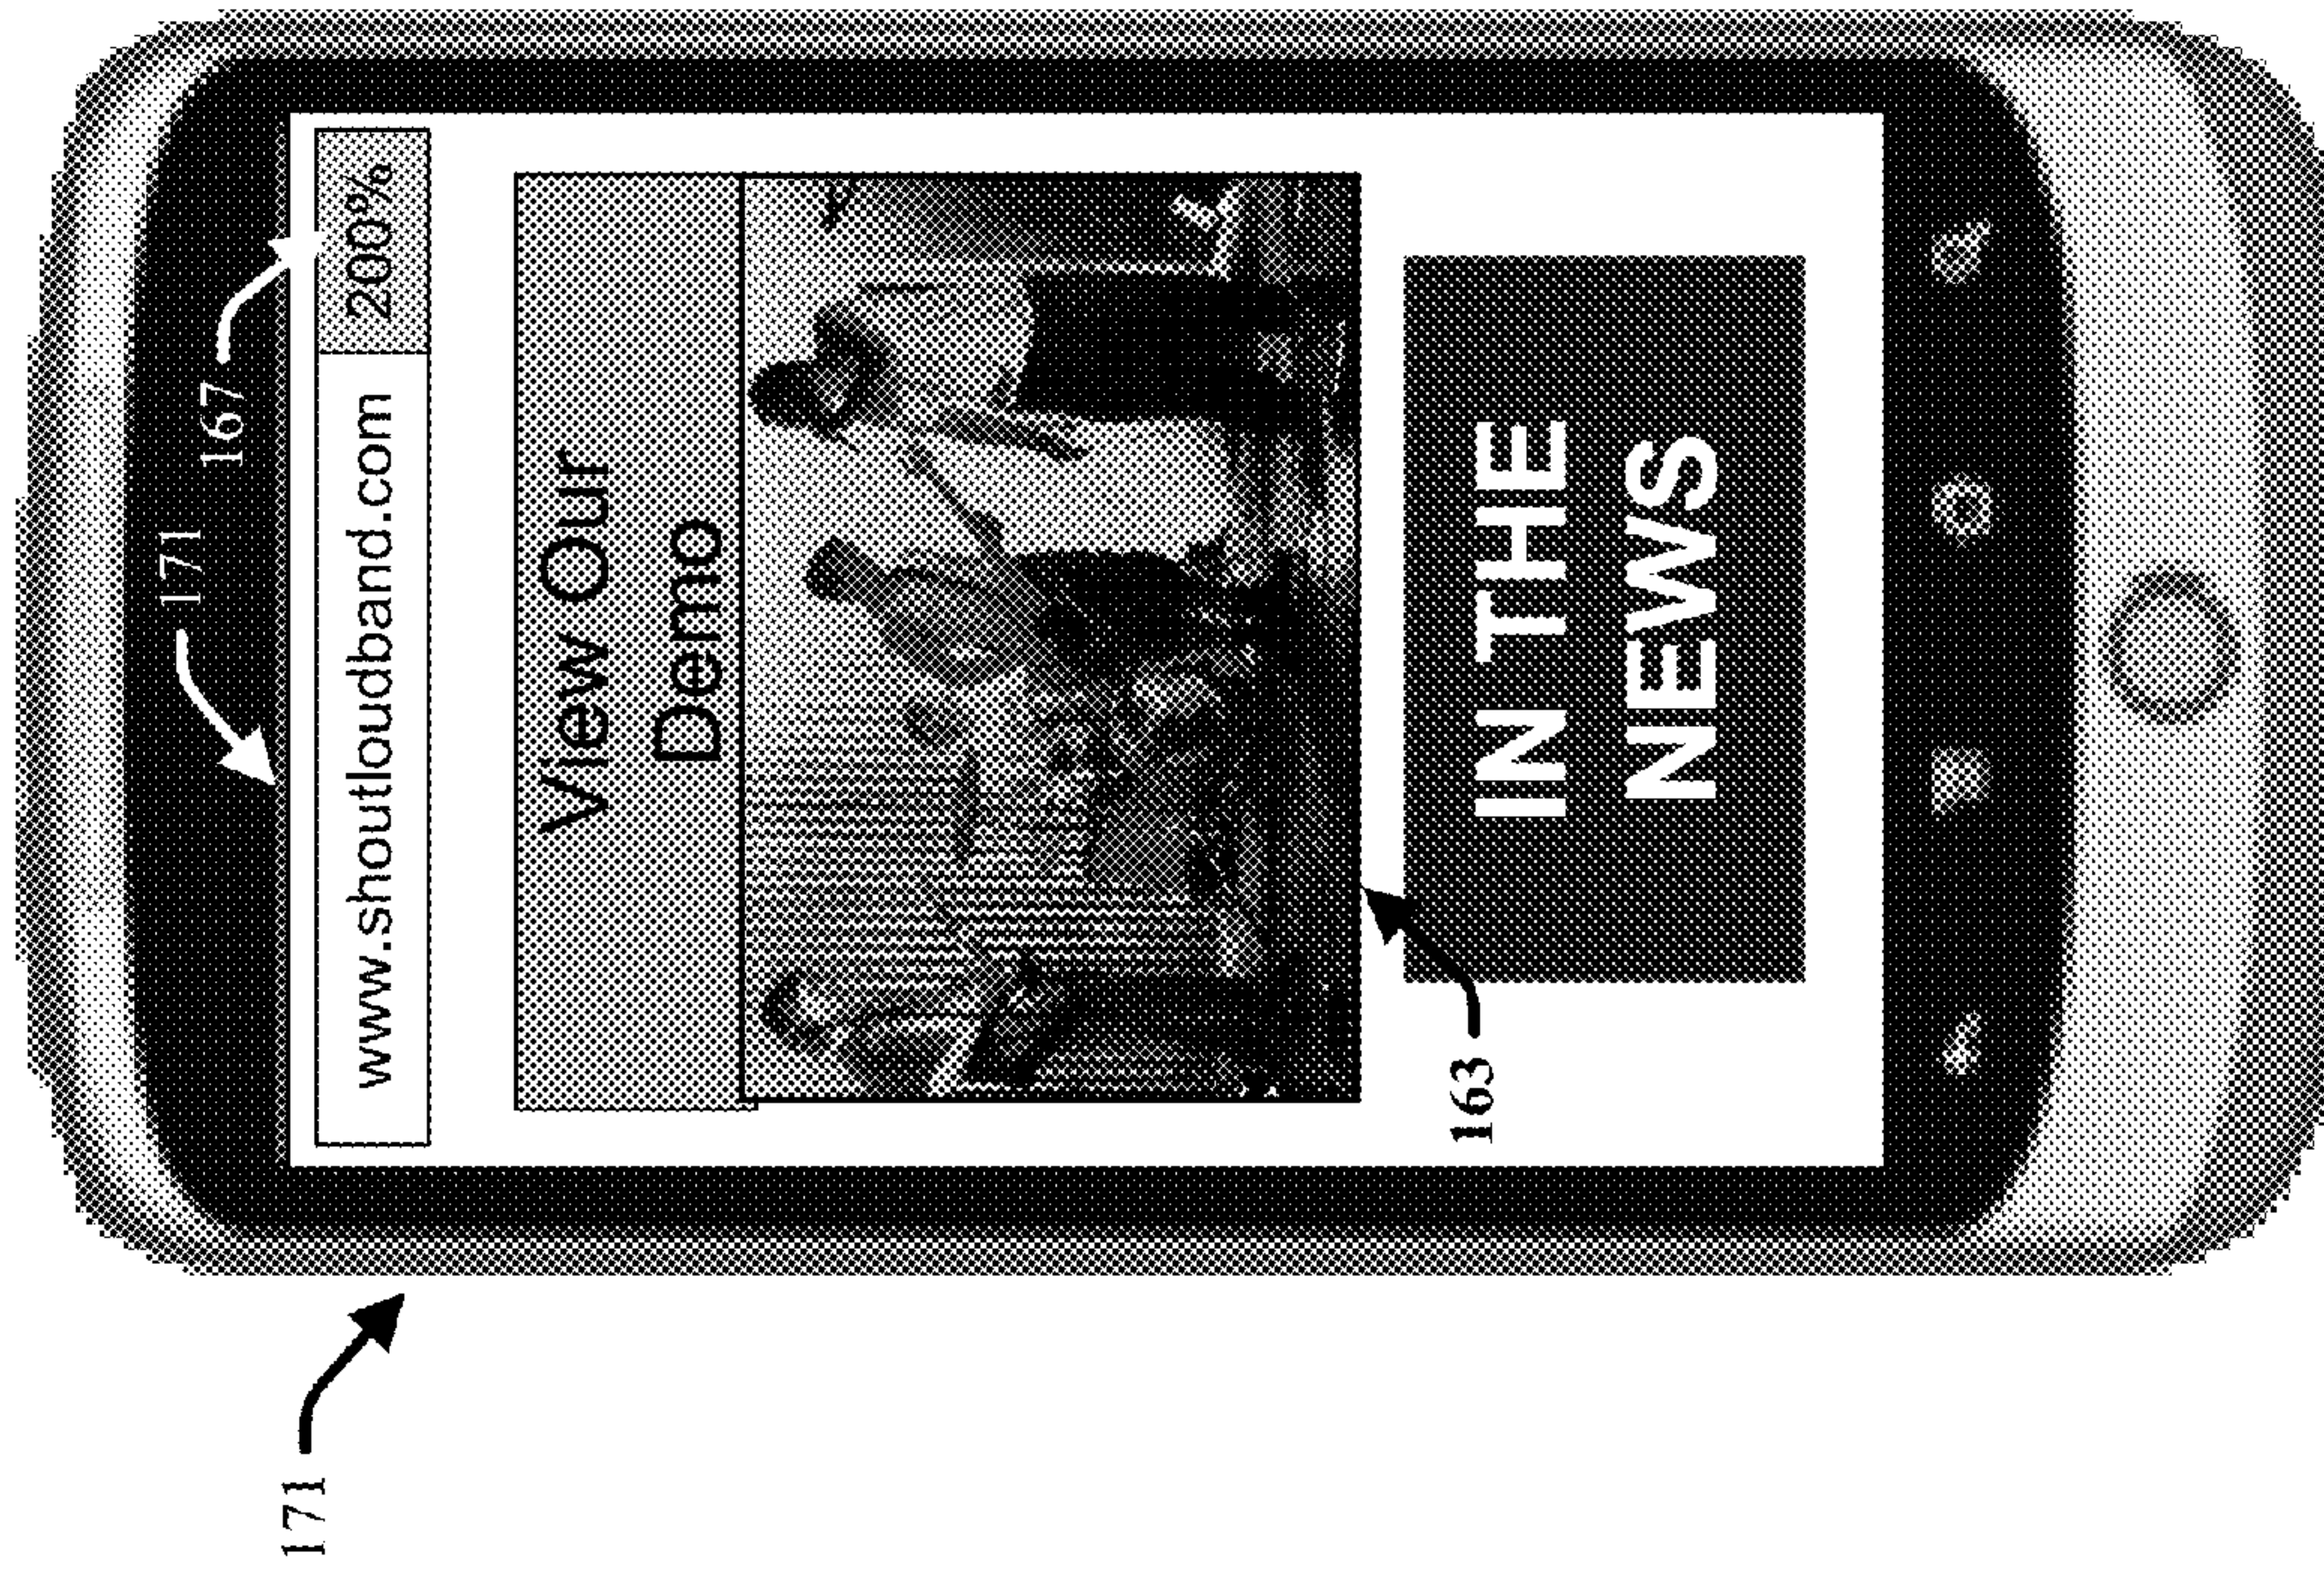 171
167
www.shoutloudband.com 200%
View Our
Demo
163
IN THE
NEWS
171